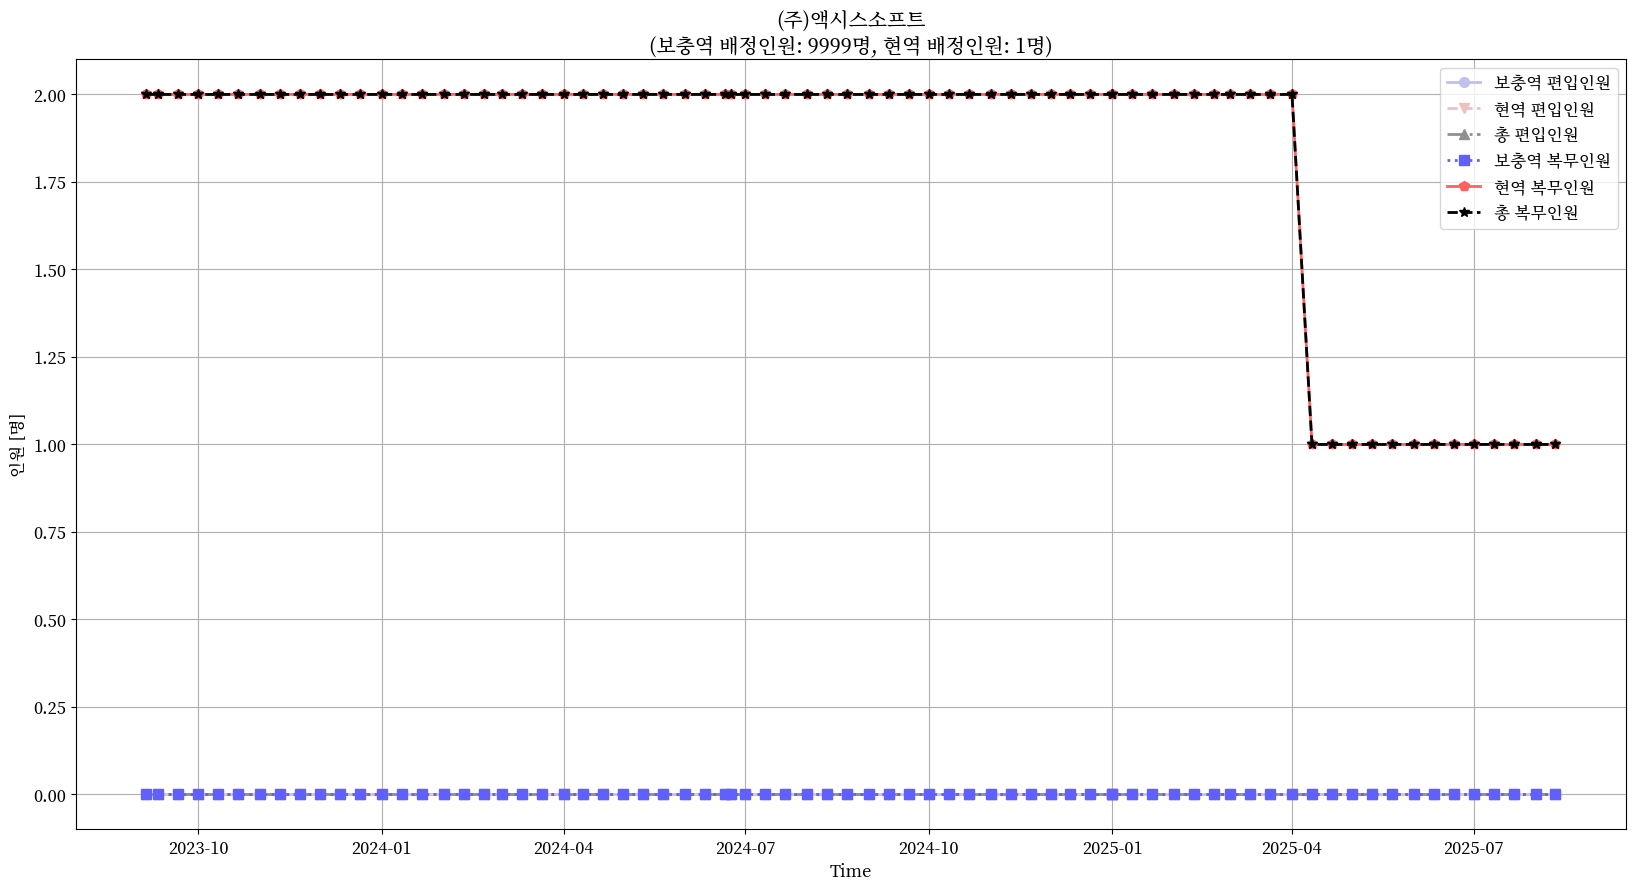 (주)액시스소프트
(보충역 배정인원: 9999명, 현역 배정인원: 1명)
보충역 편입인원
현역 편입인원
총 편입인원
보충역 복무인원
현역 복무인원
총 복무인원
인원 [명]
2.00
1.75
1.50
1.25
1.00
0.75
0.50
0.25
0.00
2023-10 2024-01 2024-04 2024-07 2024-10 2025-01 2025-04 2025-07
Time